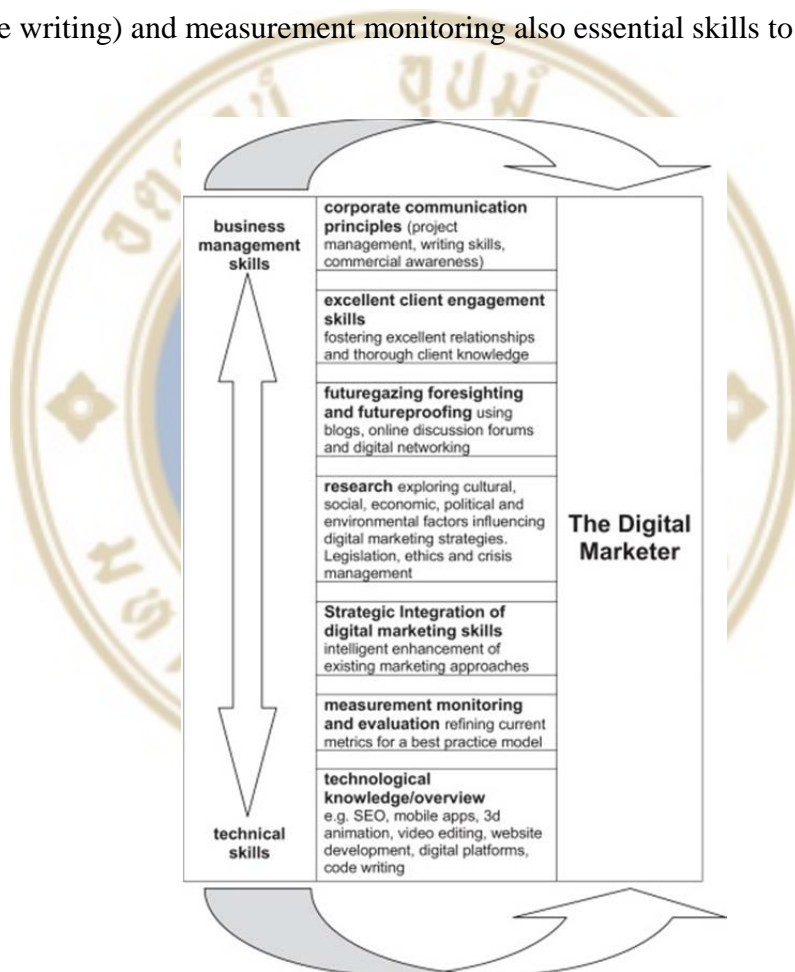 e writing) and measurement monitoring also essential skills to
อุปมํ
business
management
skills
corporate communication
principles (project
management, writing skills,
commercial awareness)
excellent client engagement
skills
fostering excellent relationships
and thorough client knowledge
futuregazing foresighting
and futureproofing using
blogs, online discussion forums
and digital networking
research exploring cultural,
social, economic, political and
environmental factors influencing
digital marketing strategies.
Legislation, ethics and crisis
management
Strategic Integration of
digital marketing skills
intelligent enhancement of
existing marketing approaches
measurement monitoring
and evaluation refining current
metrics for a best practice model
technological
knowledge/overview
e.g. SEO, mobile apps, 3d
animation, video editing, website
development, digital platforms,
code writing
technical
skills
The Digital
Marketer